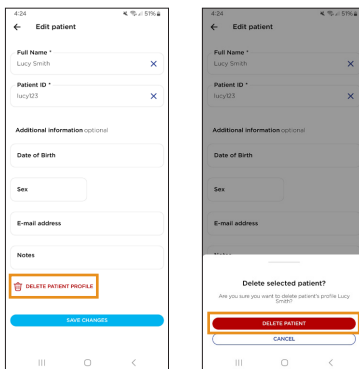 4:24
51%
Edit patient
Full Name *
Lucy Smith
Patient ID *
lucy123
Additional information optional
Date of Birth
Sex
E-mail address
Notes
DELETE PATIENT PROFILE
SAVE CHANGES
4:24
51%
Edit patient
Full Name *
Lucy Smith
Patient ID *
lucy123
Additional information optional
Date of Birth
Sex
E-mail address
Notes
Delete selected patient?
Are you sure you want to delete patient's profile Lucy
Smith?
DELETE PATIENT
CANCEL